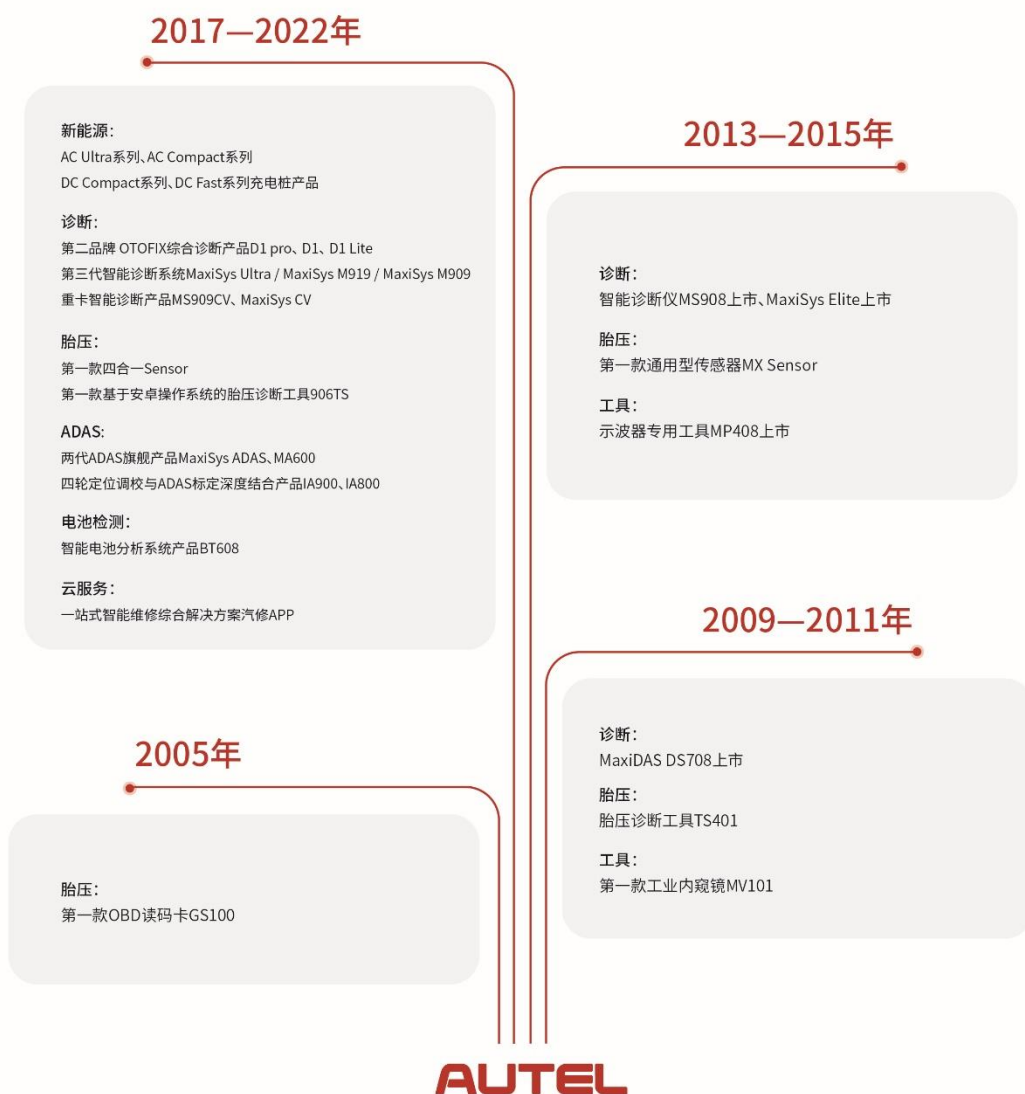 2017—2022年
新能源：
AC Ultra系列、AC Compact系列
DC Compact系列、DC Fast系列充电桩产品
诊断：
第二品牌 OTOFIX综合诊断产品D1 pro、D1、D1 Lite
第三代智能诊断系统MaxiSys Ultra / MaxiSys M919 / MaxiSys M909
重卡智能诊断产品MS909CV、MaxiSys CV
胎压：
第一款四合一Sensor
第一款基于安卓操作系统的胎压诊断工具906TS
ADAS:
两代ADAS旗舰产品MaxiSys ADAS、MA600
四轮定位调校与ADAS标定深度结合产品IA900、IA800
电池检测：
智能电池分析系统产品BT608
云服务：
一站式智能维修综合解决方案汽修APP
2013—2015年
诊断：
智能诊断仪MS908上市、MaxiSys Elite上市
胎压：
第一款通用型传感器MX Sensor
工具：
示波器专用工具MP408上市
2009—2011年
诊断：
MaxiDAS DS708上市
胎压：
胎压诊断工具TS401
工具：
第一款工业内窥镜MV101
2005年
胎压：
第一款OBD读码卡GS100
AUTEL